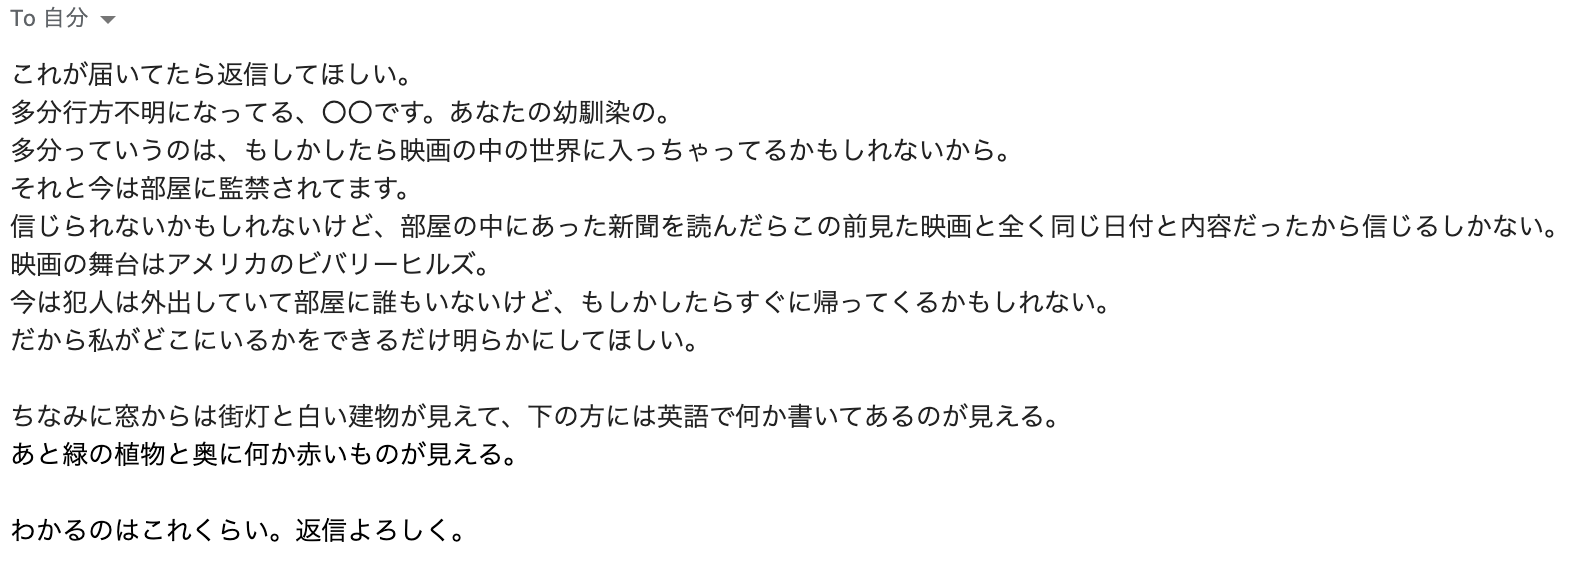 To 自分
これが届いてたら返信してほしい。
多分行方不明になってる、〇〇です。あなたの幼馴染の。
多分っていうのは、もしかしたら映画の中の世界に入っちゃってるかもしれないから。
それと今は部屋に監禁されてます。
信じられないかもしれないけど、部屋の中にあった新聞を読んだらこの前見た映画と全く同じ日付と内容だったから信じるしかない。
映画の舞台はアメリカのビバリーヒルズ。
今は犯人は外出していて部屋に誰もいないけど、もしかしたらすぐに帰ってくるかもしれない。
だから私がどこにいるかをできるだけ明らかにしてほしい。
ちなみに窓からは街灯と白い建物が見えて、下の方には英語で何か書いてあるのが見える。
あと緑の植物と奥に何か赤いものが見える。
わかるのはこれくらい。返信よろしく。